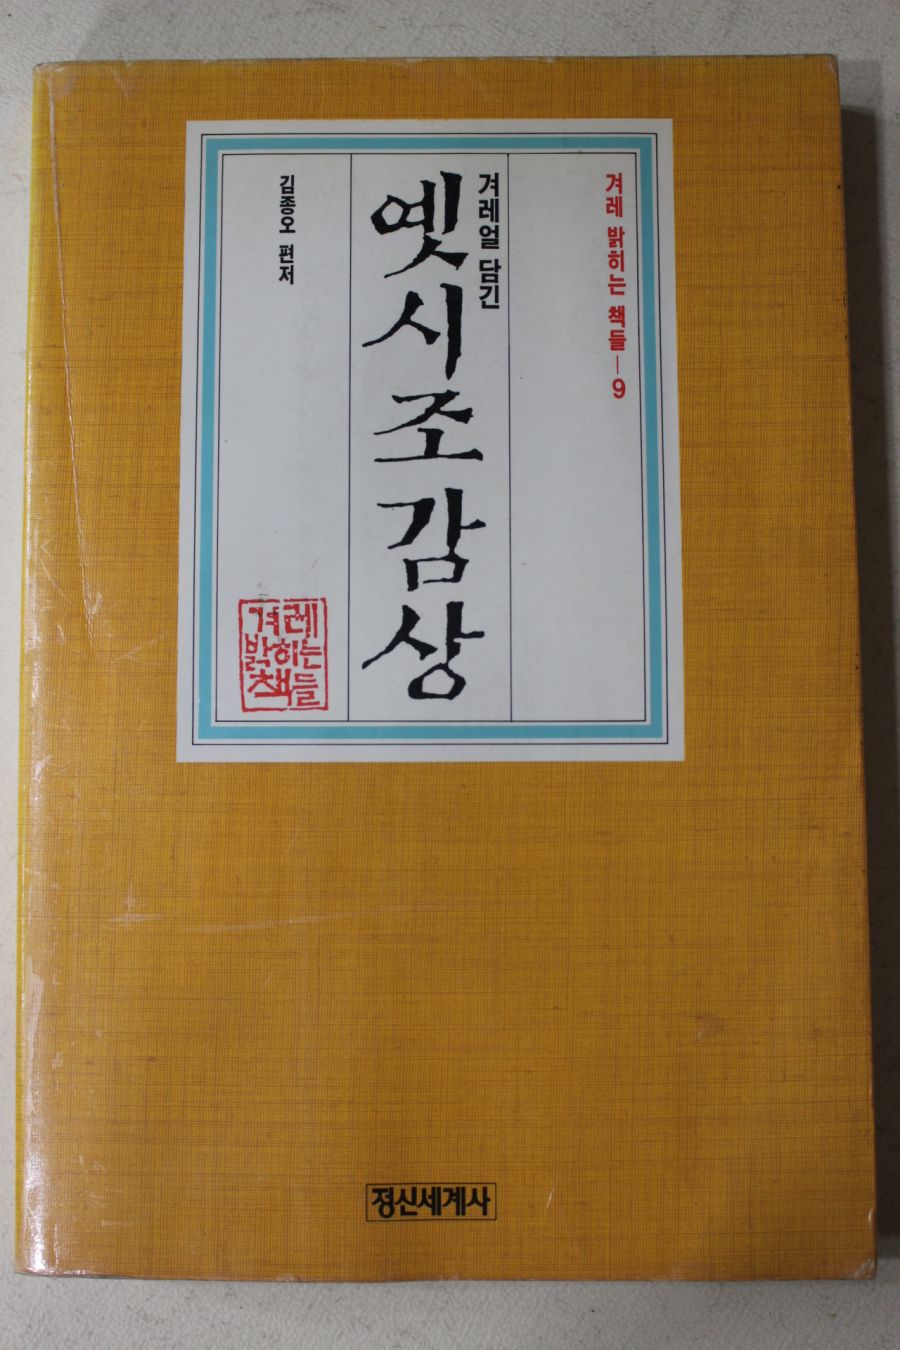 겨레 밝히는 책들—9
겨레얼 담긴
옛시조감상
김종오 편저
겨레
밝히는
책들
정신세계사